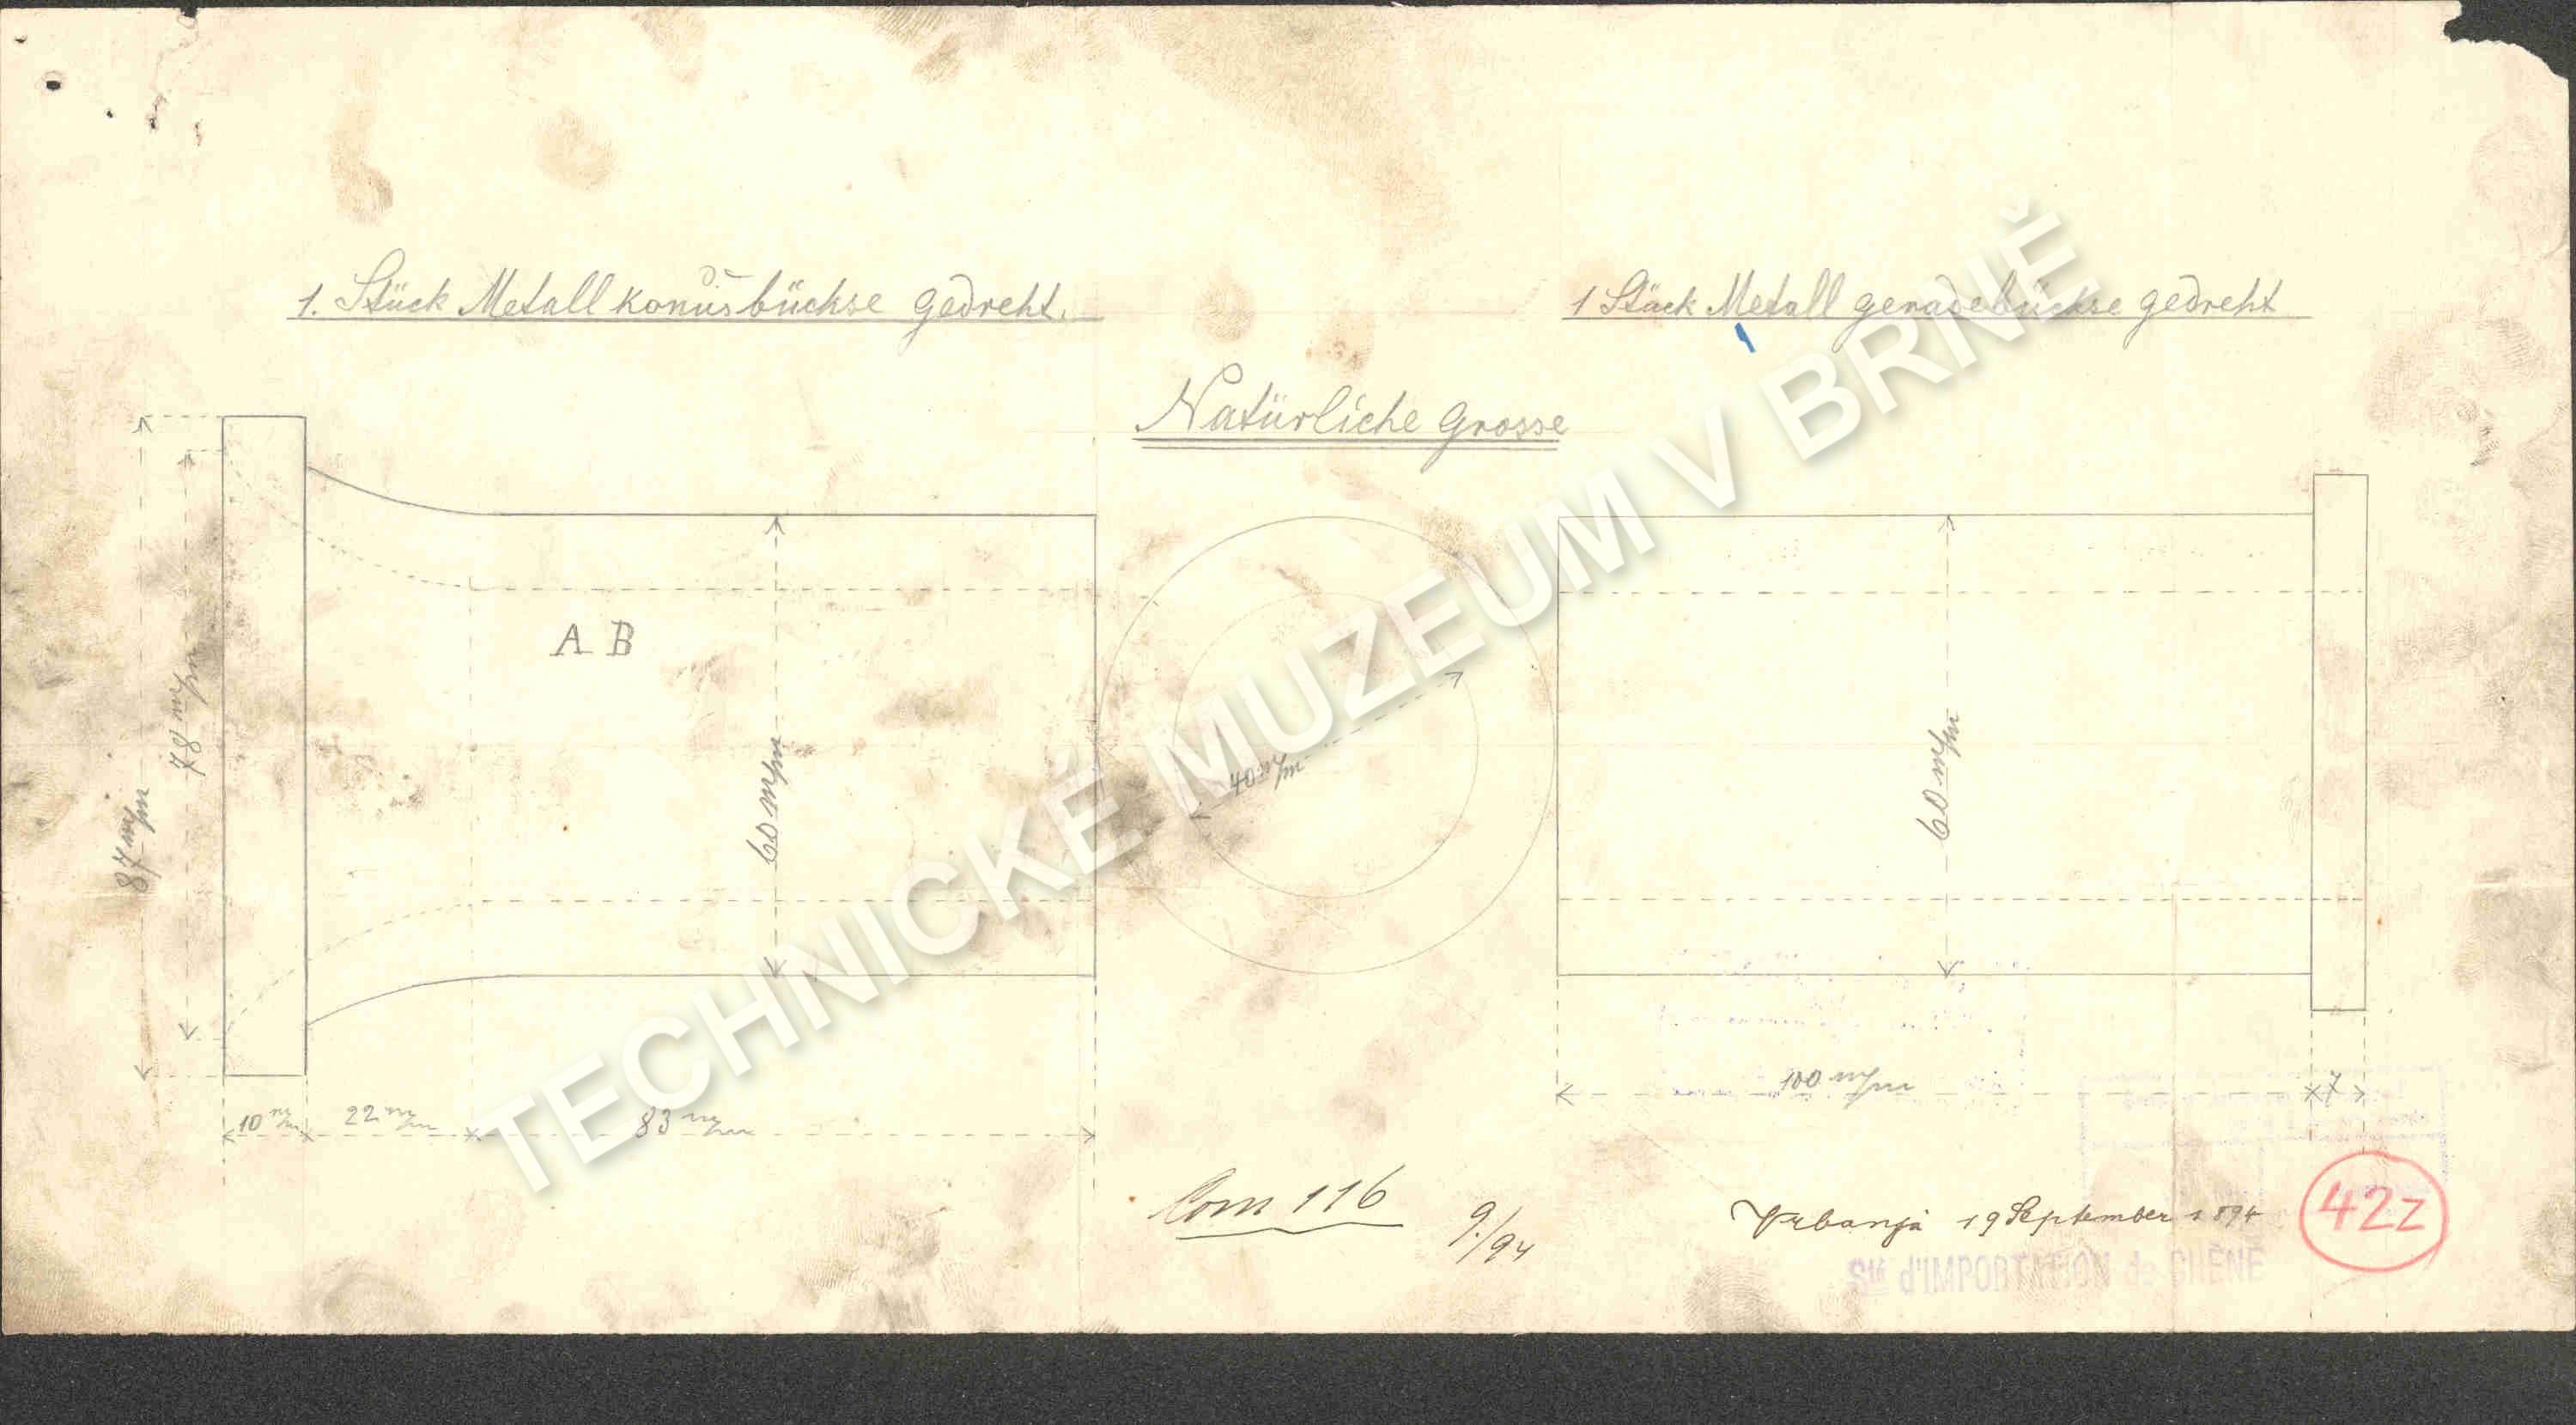 1. Stück Metall konusbüchse gedreht.
1 Stück Metall geradebüchse gedreht
Natürliche Grosse
A B
87 m/m
78 m/m
60 m/m
40 m/m
60 m/m
10 m/m 22 m/m 83 m/m
100 m/m 7
Com 116
9./94
Vrbanja 19 September 1894
42z
Sté d'IMPORTATION de CHÊNE
TECHNICKÉ MUZEUM V BRNĚ